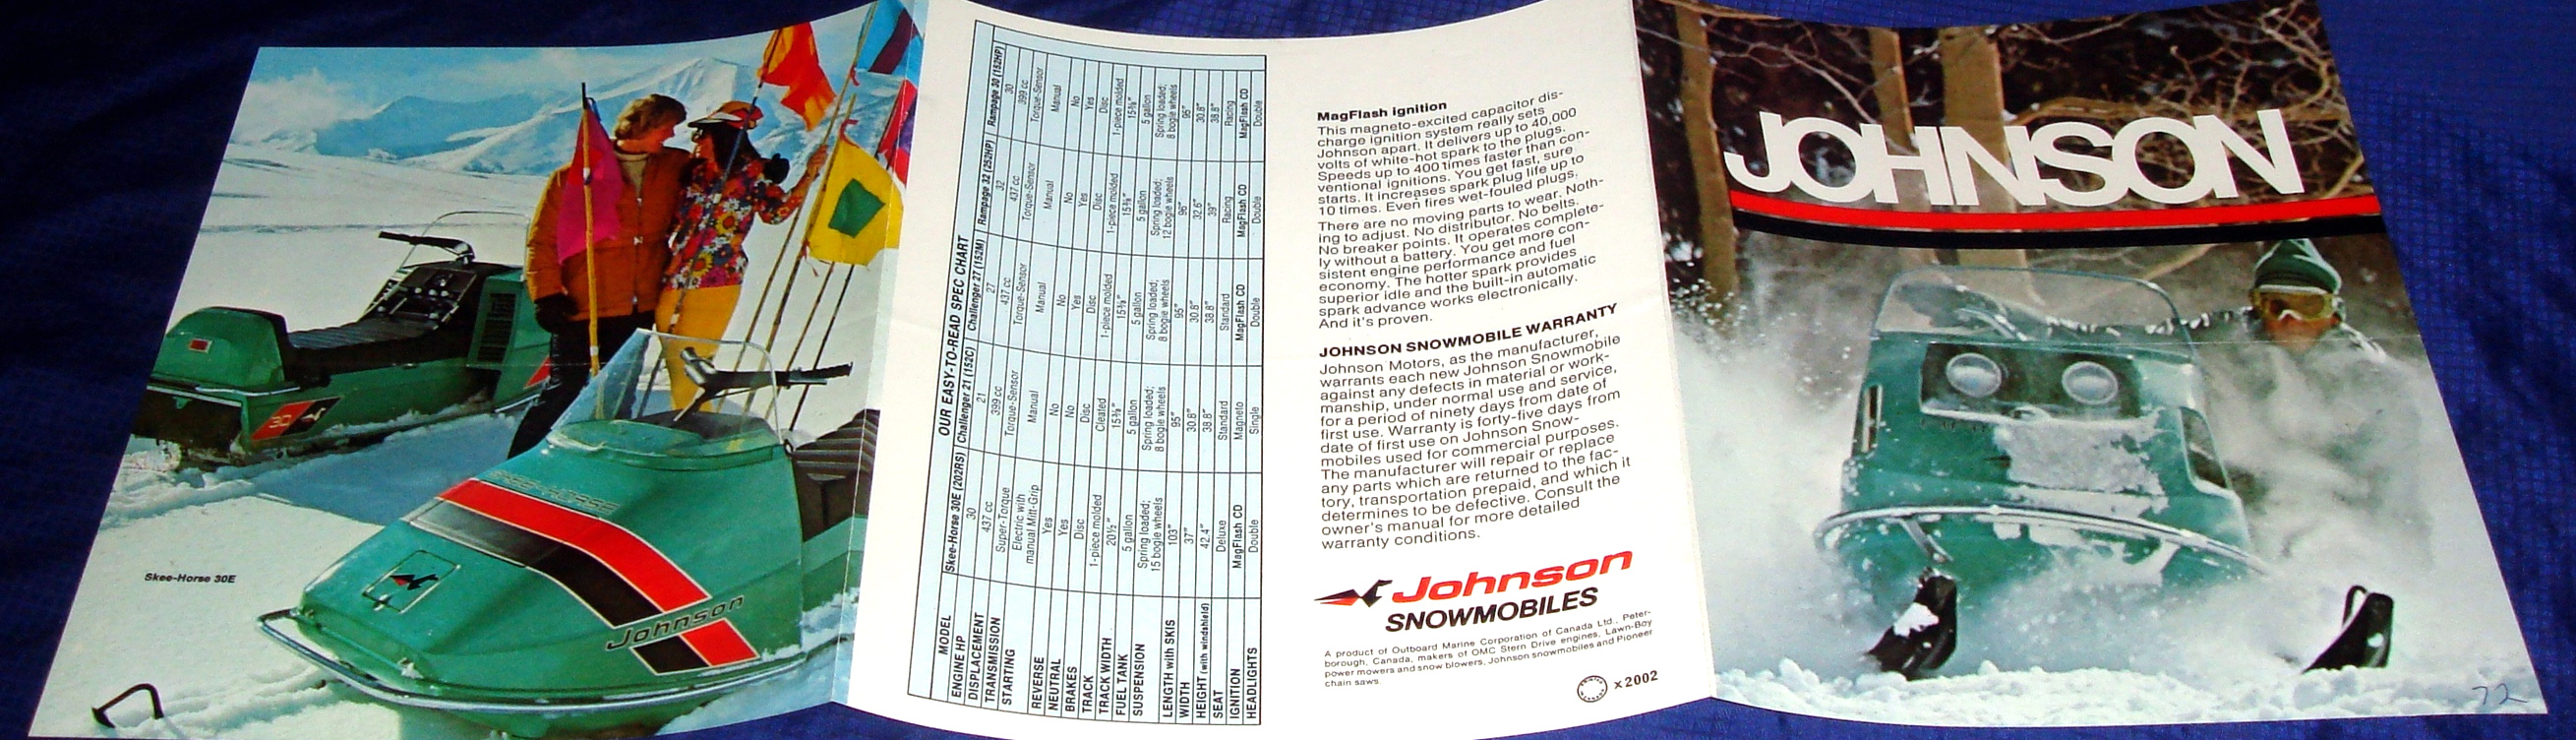 Skee-Horse 30E
SKEE-HORSE
Johnson
30
OUR EASY-TO-READ SPEC CHART
MODEL Skee-Horse 30E (202RS) Challenger 21 (152C) Challenger 27 (152M) Rampage 32 (252HP) Rampage 30 (152HP)
ENGINE HP 30 21 27 32 30
DISPLACEMENT 437 cc 399 cc 437 cc 437 cc 399 cc
TRANSMISSION Super-Torque Torque-Sensor Torque-Sensor Torque-Sensor Torque-Sensor
STARTING Electric with manual Mitt-Grip Manual Manual Manual Manual
REVERSE Yes No No No No
NEUTRAL Yes No Yes Yes Yes
BRAKES Disc Disc Disc Disc Disc
TRACK 1-piece molded Cleated 1-piece molded 1-piece molded 1-piece molded
TRACK WIDTH 20½" 15⅜" 15⅜" 15⅜" 15⅜"
FUEL TANK 5 gallon 5 gallon 5 gallon 5 gallon 5 gallon
SUSPENSION Spring loaded; 15 bogie wheels Spring loaded; 8 bogie wheels Spring loaded; 8 bogie wheels Spring loaded; 12 bogie wheels Spring loaded; 8 bogie wheels
LENGTH with SKIS 103" 95" 95" 96" 95"
WIDTH 37" 30.8" 30.8" 32.6" 30.8"
HEIGHT (with windshield) 42.4" 38.8" 38.8" 39" 38.8"
SEAT Deluxe Standard Standard Racing Racing
IGNITION MagFlash CD Magneto MagFlash CD MagFlash CD MagFlash CD
HEADLIGHTS Double Single Double Double Double
MagFlash ignition
This magneto-excited capacitor dis-
charge ignition system really sets
Johnson apart. It delivers up to 40,000
volts of white-hot spark to the plugs.
Speeds up to 400 times faster than con-
ventional ignitions. You get fast, sure
starts. It increases spark plug life up to
10 times. Even fires wet-fouled plugs.
There are no moving parts to wear. Noth-
ing to adjust. No distributor. No belts.
No breaker points. It operates complete-
ly without a battery. You get more con-
sistent engine performance and fuel
economy. The hotter spark provides
superior idle and the built-in automatic
spark advance works electronically.
And it's proven.
JOHNSON SNOWMOBILE WARRANTY
Johnson Motors, as the manufacturer,
warrants each new Johnson Snowmobile
against any defects in material or work-
manship, under normal use and service,
for a period of ninety days from date of
first use. Warranty is forty-five days from
date of first use on Johnson Snow-
mobiles used for commercial purposes.
The manufacturer will repair or replace
any parts which are returned to the fac-
tory, transportation prepaid, and which it
determines to be defective. Consult the
owner's manual for more detailed
warranty conditions.
Johnson
SNOWMOBILES
A product of Outboard Marine Corporation of Canada Ltd., Peter-
borough, Canada, makers of OMC Stern Drive engines, Lawn-Boy
power mowers and snow blowers, Johnson snowmobiles and Pioneer
chain saws.
x2002
JOHNSON
72